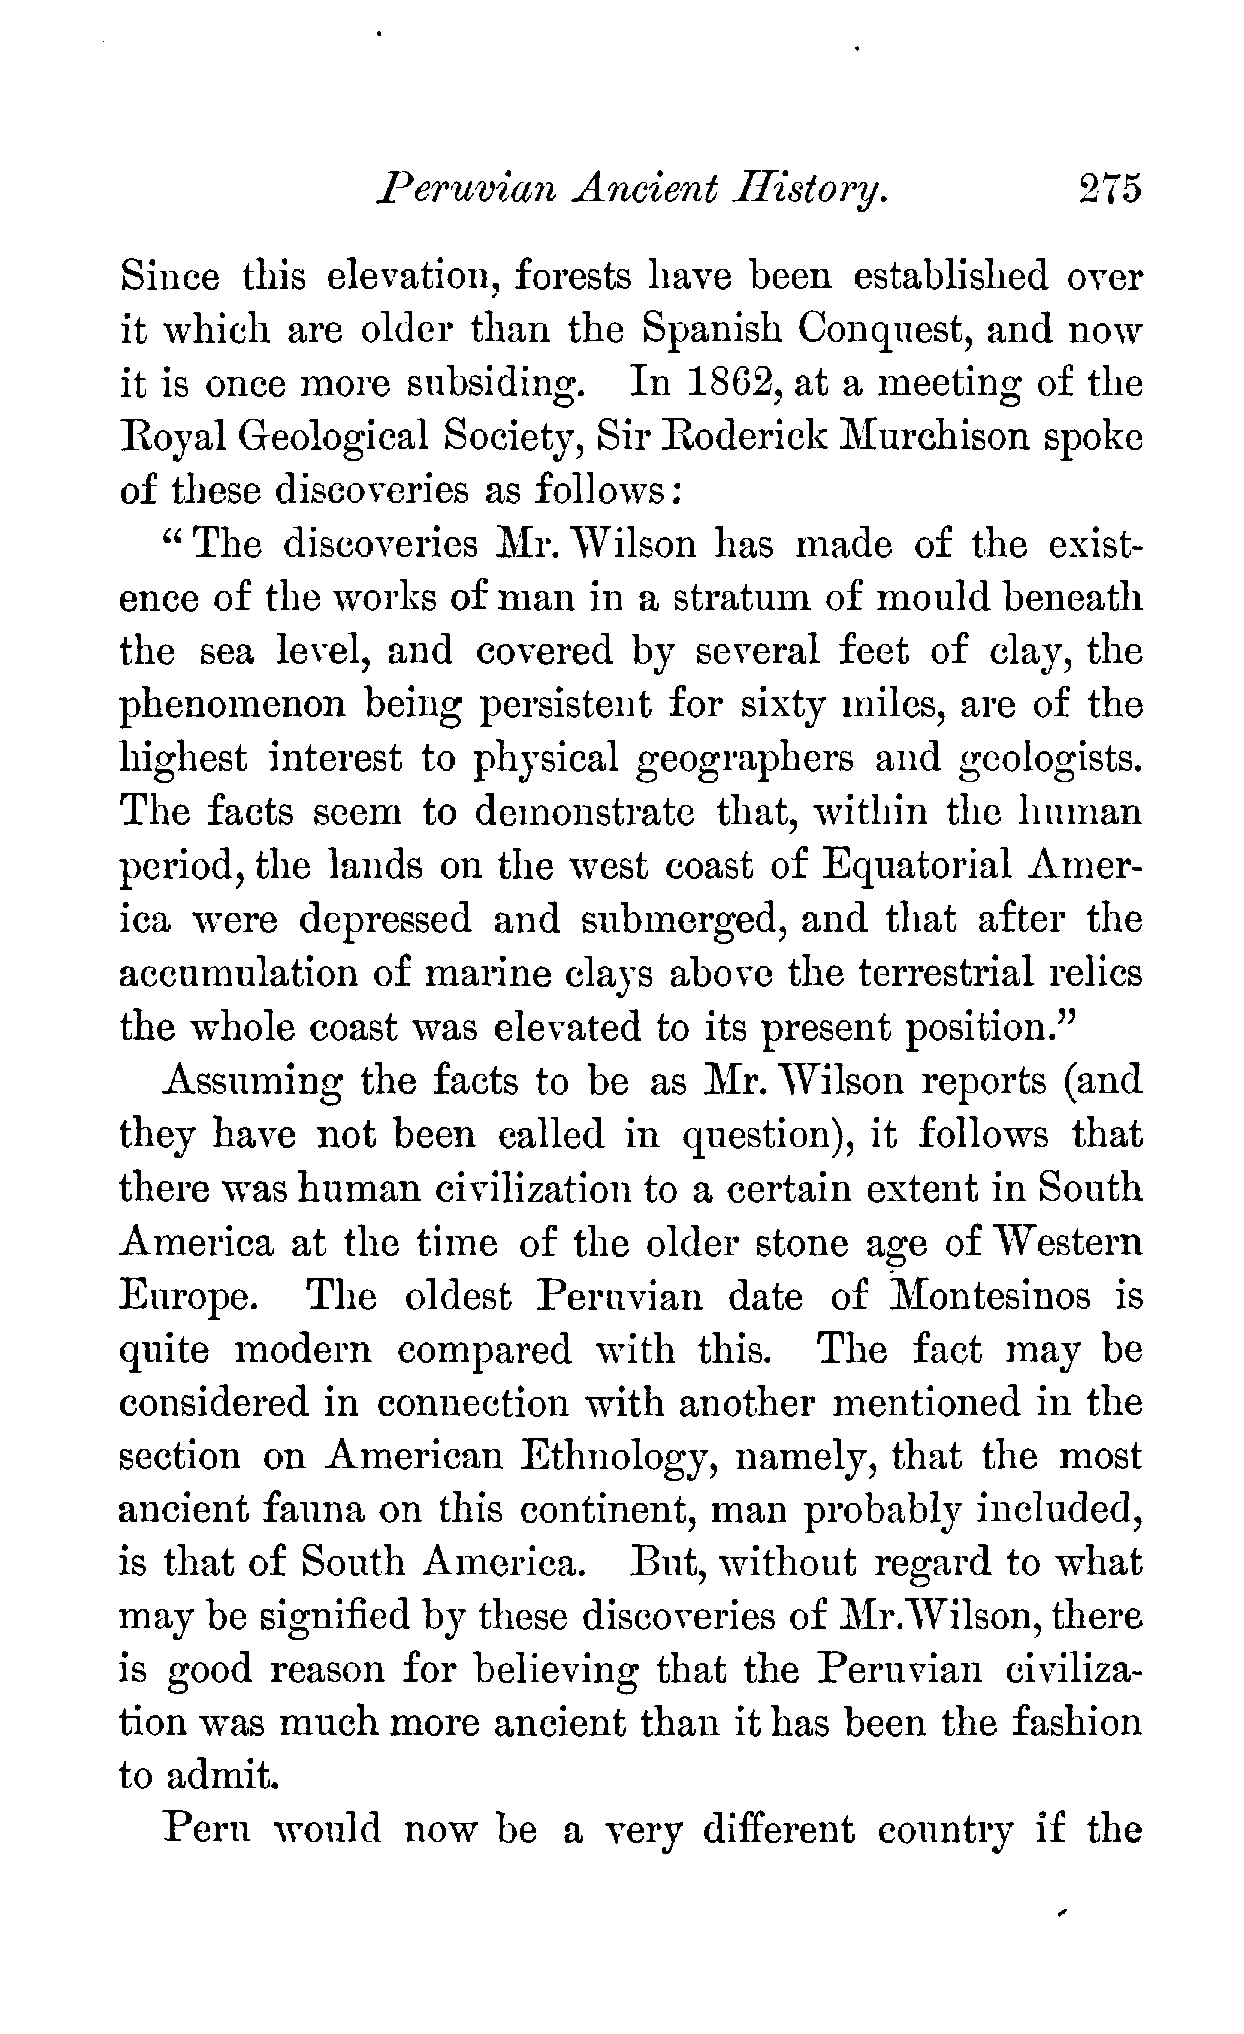 Peruvian Ancient History. 275
Since this elevation, forests have been established over
it which are older than the Spanish Conquest, and now
it is once more subsiding. In 1862, at a meeting of the
Royal Geological Society, Sir Roderick Murchison spoke
of these discoveries as follows:
“The discoveries Mr. Wilson has made of the exist-
ence of the works of man in a stratum of mould beneath
the sea level, and covered by several feet of clay, the
phenomenon being persistent for sixty miles, are of the
highest interest to physical geographers and geologists.
The facts seem to demonstrate that, within the human
period, the lands on the west coast of Equatorial Amer-
ica were depressed and submerged, and that after the
accumulation of marine clays above the terrestrial relics
the whole coast was elevated to its present position.”
Assuming the facts to be as Mr. Wilson reports (and
they have not been called in question), it follows that
there was human civilization to a certain extent in South
America at the time of the older stone age of Western
Europe. The oldest Peruvian date of Montesinos is
quite modern compared with this. The fact may be
considered in connection with another mentioned in the
section on American Ethnology, namely, that the most
ancient fauna on this continent, man probably included,
is that of South America. But, without regard to what
may be signified by these discoveries of Mr. Wilson, there
is good reason for believing that the Peruvian civiliza-
tion was much more ancient than it has been the fashion
to admit.
Peru would now be a very different country if the